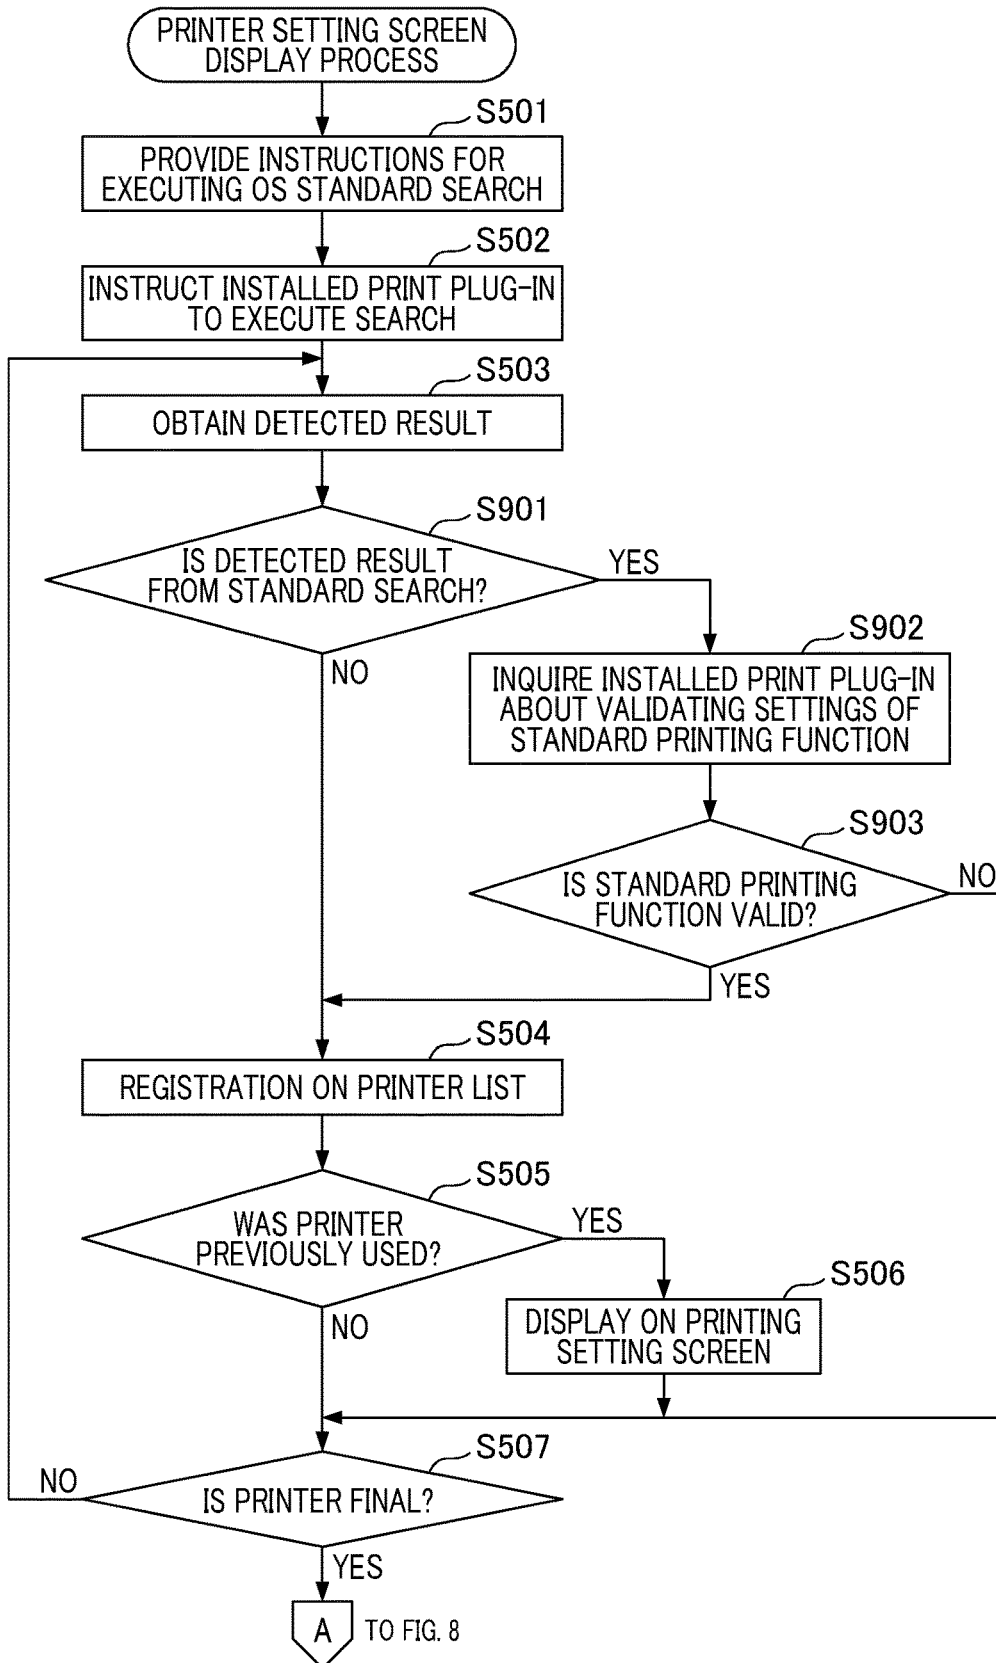 PRINTER SETTING SCREEN
DISPLAY PROCESS
S501
PROVIDE INSTRUCTIONS FOR
EXECUTING OS STANDARD SEARCH
S502
INSTRUCT INSTALLED PRINT PLUG-IN
TO EXECUTE SEARCH
S503
OBTAIN DETECTED RESULT
S901
IS DETECTED RESULT
FROM STANDARD SEARCH?
YES
NO
S902
INQUIRE INSTALLED PRINT PLUG-IN
ABOUT VALIDATING SETTINGS OF
STANDARD PRINTING FUNCTION
S903
IS STANDARD PRINTING
FUNCTION VALID?
NO
YES
S504
REGISTRATION ON PRINTER LIST
S505
WAS PRINTER
PREVIOUSLY USED?
YES
NO
S506
DISPLAY ON PRINTING
SETTING SCREEN
S507
IS PRINTER FINAL?
NO
YES
A
TO FIG. 8